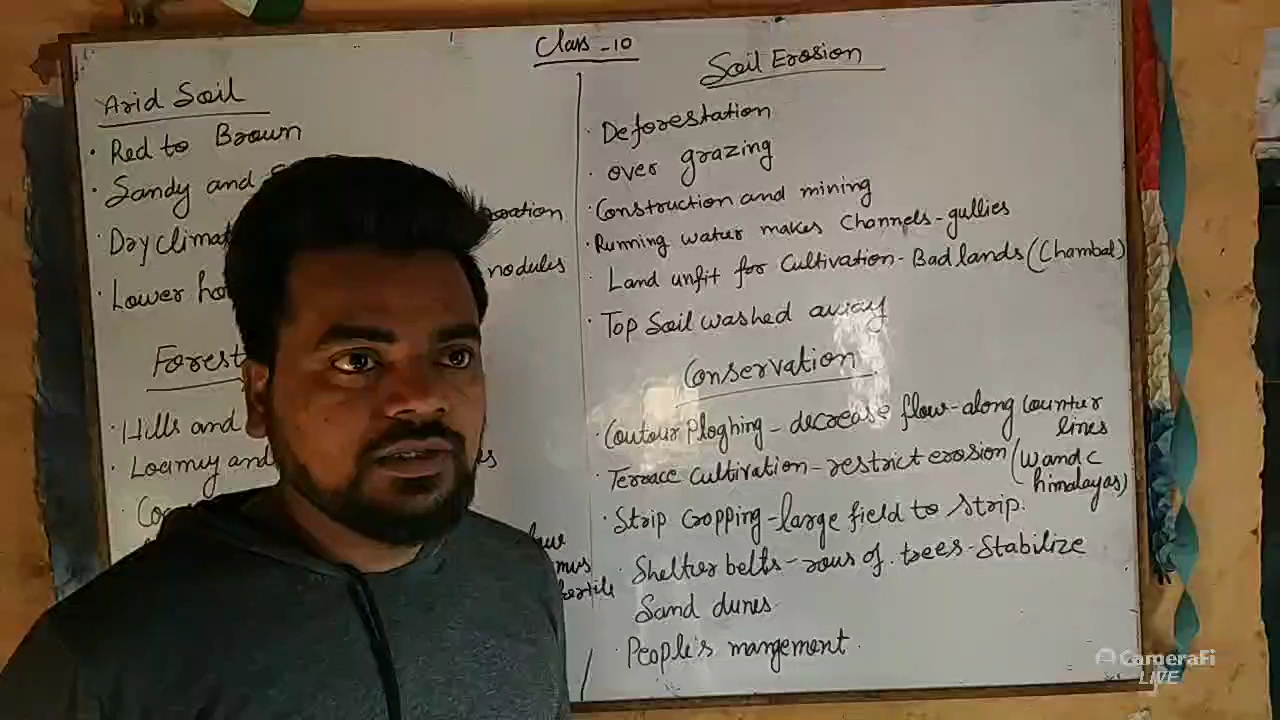 Class - 10
Arid Soil
· Red to Brown
· Sandy and
· Dry climat
· Lower ho nodules
Forest
· Hills and
· Loamy and
Soil Erosion
· Deforestation
· over grazing
· Construction and mining
· Running water makes Channels - gullies
· Land unfit for Cultivation - Bad lands (Chambal)
· Top Soil washed away
Conservation
· Coutour Ploghing - decrease flow - along Counter
lines
· Terrace Cultivation - restrict erosion (W and C
himalayas)
· Strip Cropping - large field to strip.
· Shelter belts - rows of trees - Stabilize
Sand dunes
· People's mangement.
CameraFi
LIVE